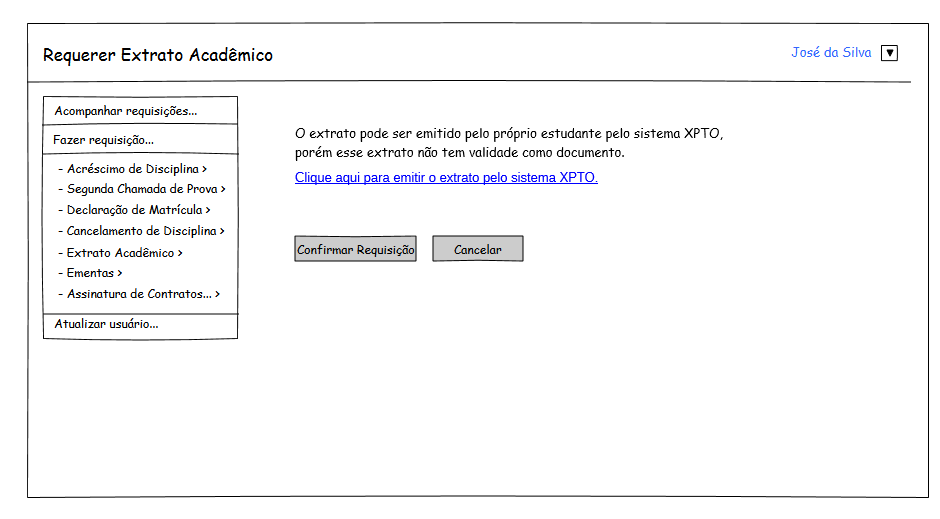 Requerer Extrato Acadêmico
José da Silva ▼
Acompanhar requisições...
Fazer requisição...
- Acréscimo de Disciplina >
- Segunda Chamada de Prova >
- Declaração de Matrícula >
- Cancelamento de Disciplina >
- Extrato Acadêmico >
- Ementas >
- Assinatura de Contratos... >
Atualizar usuário...
O extrato pode ser emitido pelo próprio estudante pelo sistema XPTO,
porém esse extrato não tem validade como documento.
Clique aqui para emitir o extrato pelo sistema XPTO.
Confirmar Requisição
Cancelar